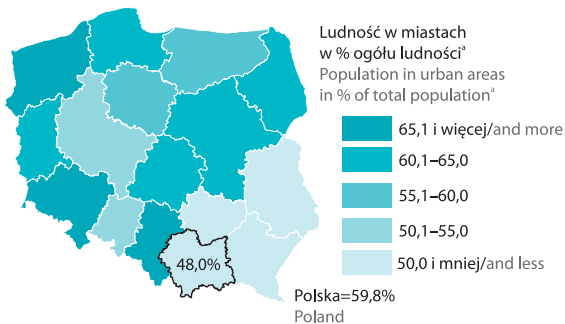 Ludność w miastach
w % ogółu ludnościᵃ
Population in urban areas
in % of total populationᵃ
65,1 i więcej/and more
60,1–65,0
55,1–60,0
50,1–55,0
50,0 i mniej/and less
48,0%
Polska=59,8%
Poland